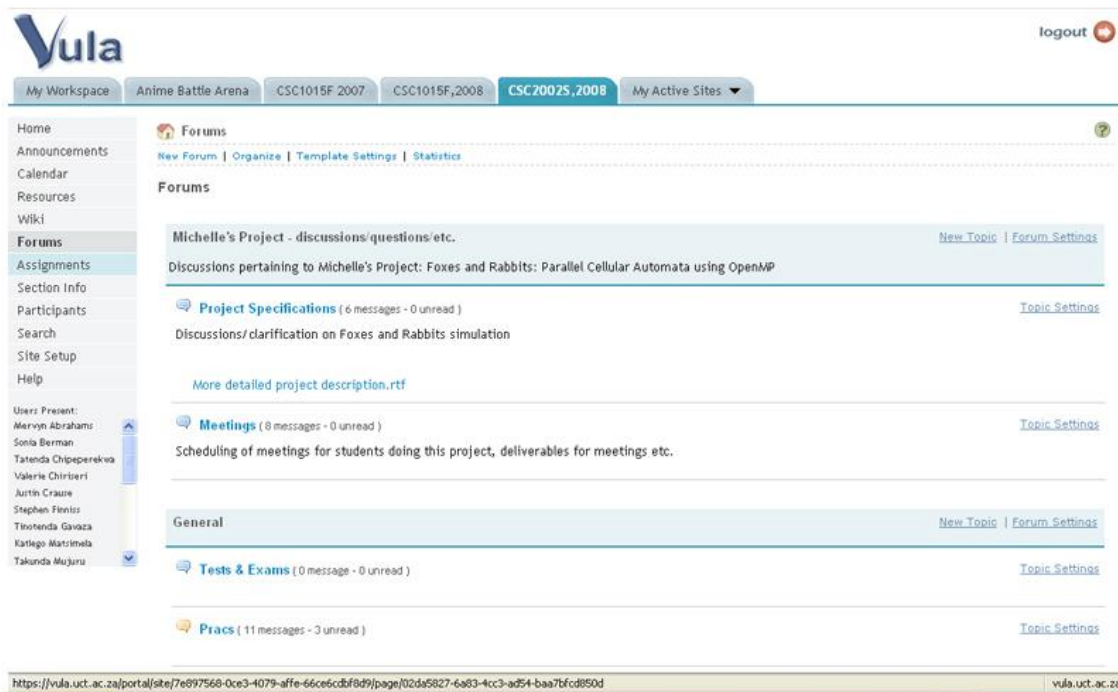 Vula
logout
My Workspace Anime Battle Arena CSC1015F 2007 CSC1015F,2008 CSC2002S,2008 My Active Sites
Home
Announcements
Calendar
Resources
Wiki
Forums
Assignments
Section Info
Participants
Search
Site Setup
Help
Users Present:
Mervyn Abrahams
Sonia Berman
Tatenda Chipeperekwa
Valerie Chiriseri
Justin Crause
Stephen Finniss
Tinotenda Gavaza
Katlego Matsimela
Takunda Mujuru
Forums
?
New Forum | Organize | Template Settings | Statistics
Forums
Michelle's Project - discussions/questions/etc. New Topic | Forum Settings
Discussions pertaining to Michelle's Project: Foxes and Rabbits: Parallel Cellular Automata using OpenMP
Project Specifications ( 6 messages - 0 unread ) Topic Settings
Discussions/clarification on Foxes and Rabbits simulation
More detailed project description.rtf
Meetings ( 8 messages - 0 unread ) Topic Settings
Scheduling of meetings for students doing this project, deliverables for meetings etc.
General New Topic | Forum Settings
Tests & Exams ( 0 message - 0 unread ) Topic Settings
Pracs ( 11 messages - 3 unread ) Topic Settings
https://vula.uct.ac.za/portal/site/7e897568-0ce3-4079-affe-66ce6cdbf8d9/page/02da5827-6a83-4cc3-ad54-baa7bfcd850d vula.uct.ac.za